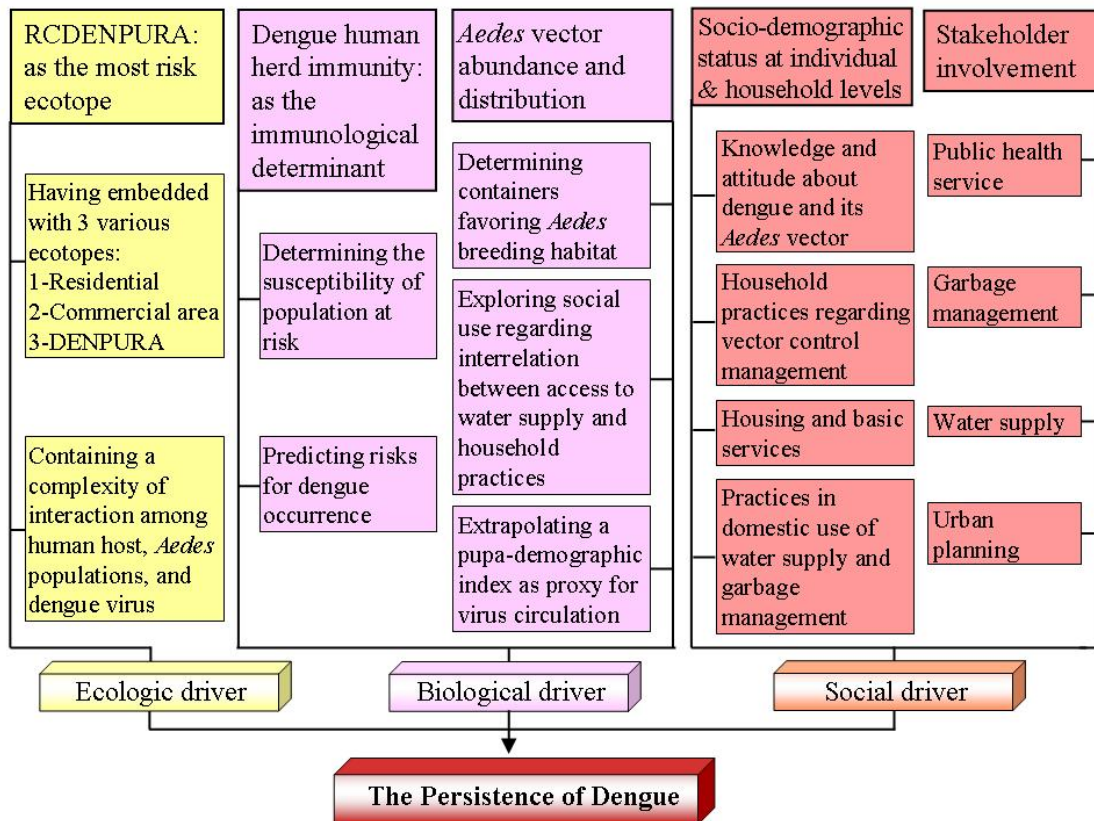 RCDENPURA:
as the most risk
ecotope
Having embedded
with 3 various
ecotopes:
1-Residential
2-Commercial area
3-DENPURA
Containing a
complexity of
interaction among
human host, Aedes
populations, and
dengue virus
Dengue human
herd immunity:
as the
immunological
determinant
Determining the
susceptibility of
population at
risk
Predicting risks
for dengue
occurrence
Aedes vector
abundance and
distribution
Determining
containers
favoring Aedes
breeding habitat
Exploring social
use regarding
interrelation
between access to
water supply and
household
practices
Extrapolating a
pupa-demographic
index as proxy for
virus circulation
Socio-demographic
status at individual
& household levels
Knowledge and
attitude about
dengue and its
Aedes vector
Household
practices regarding
vector control
management
Housing and basic
services
Practices in
domestic use of
water supply and
garbage
management
Stakeholder
involvement
Public health
service
Garbage
management
Water supply
Urban
planning
Ecologic driver
Biological driver
Social driver
The Persistence of Dengue